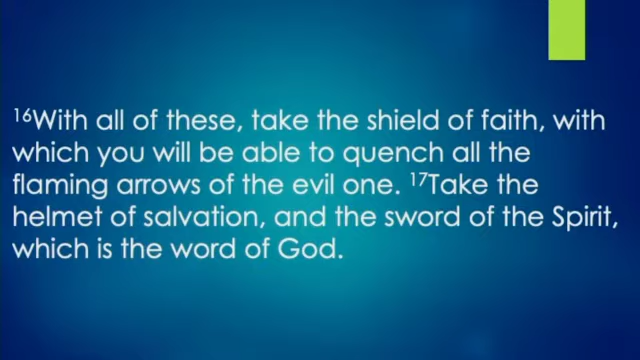 ¹⁶With all of these, take the shield of faith, with
which you will be able to quench all the
flaming arrows of the evil one. ¹⁷Take the
helmet of salvation, and the sword of the Spirit,
which is the word of God.